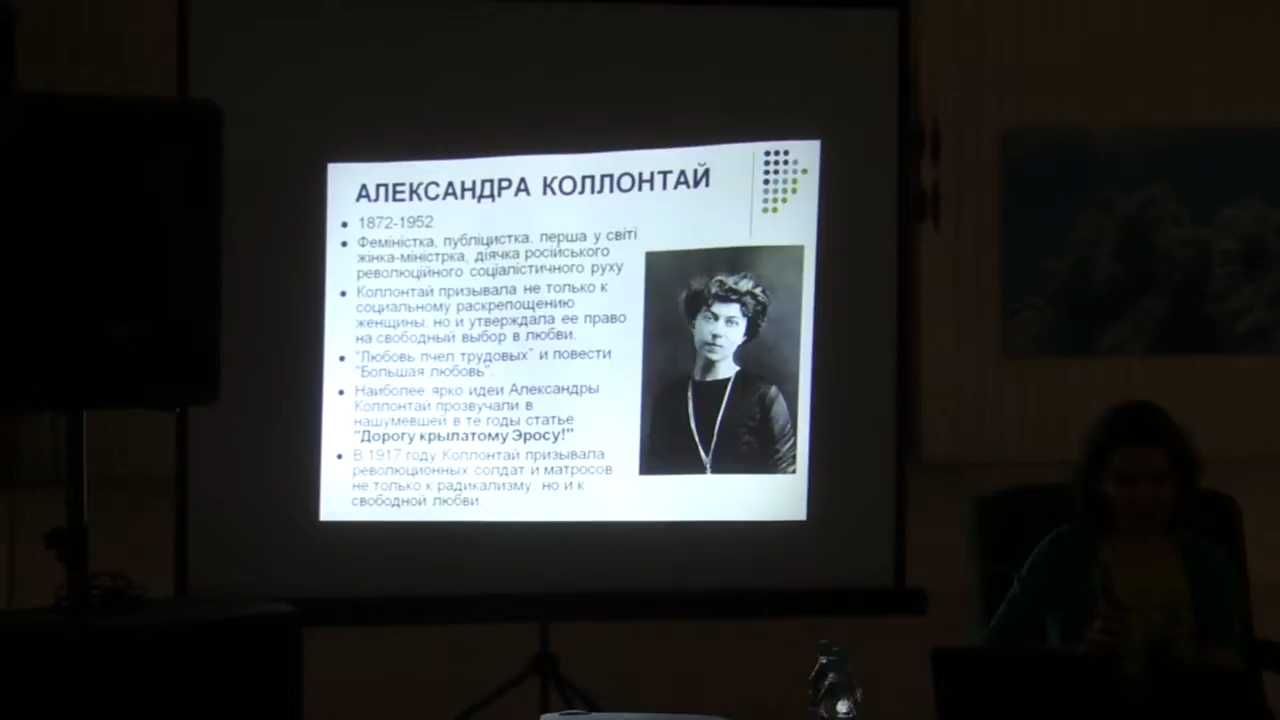 АЛЕКСАНДРА КОЛЛОНТАЙ
1872-1952
Феміністка, публіцистка, перша у світі
жінка-міністрка, діячка російського
революційного соціалістичного руху
Коллонтай призывала не только к
социальному раскрепощению
женщины, но и утверждала ее право
на свободный выбор в любви.
"Любовь пчел трудовых" и повести
"Большая любовь".
Наиболее ярко идеи Александры
Коллонтай прозвучали в
нашумевшей в те годы статье
"Дорогу крылатому Эросу!"
В 1917 году Коллонтай призывала
революционных солдат и матросов
не только к радикализму, но и к
свободной любви.